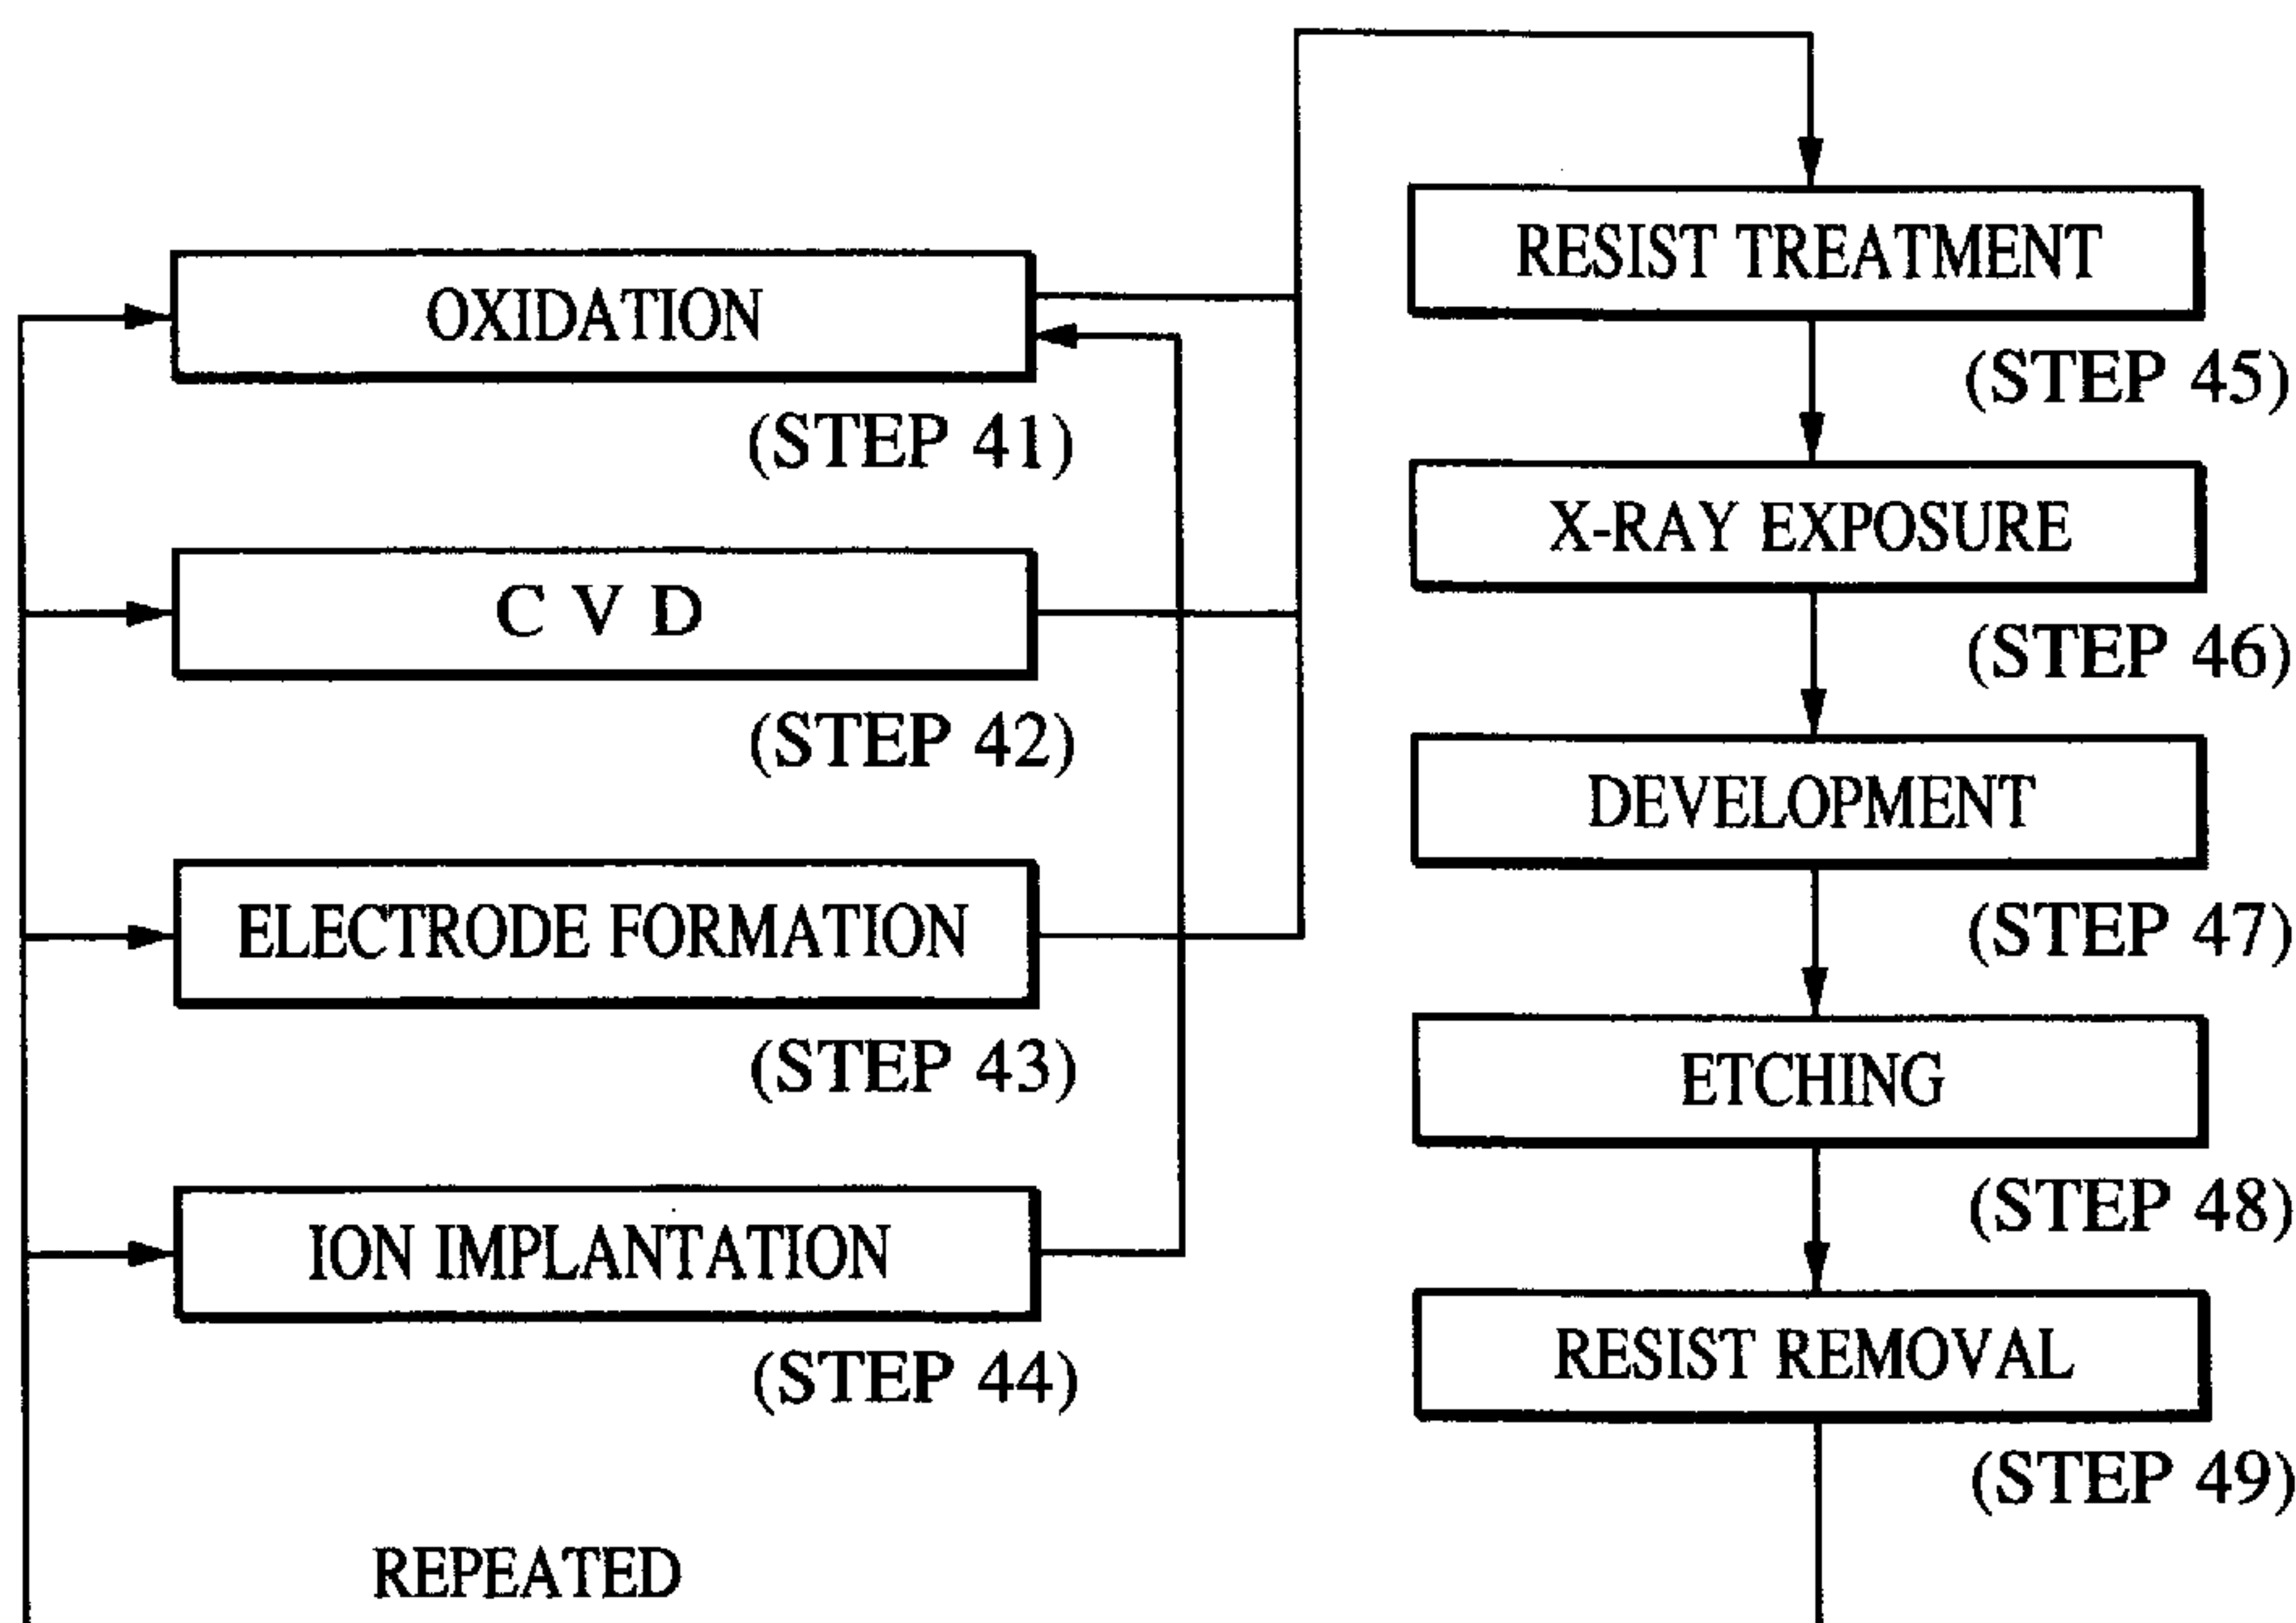 OXIDATION
(STEP 41)
C V D
(STEP 42)
ELECTRODE FORMATION
(STEP 43)
ION IMPLANTATION
(STEP 44)
REPEATED
RESIST TREATMENT
(STEP 45)
X-RAY EXPOSURE
(STEP 46)
DEVELOPMENT
(STEP 47)
ETCHING
(STEP 48)
RESIST REMOVAL
(STEP 49)